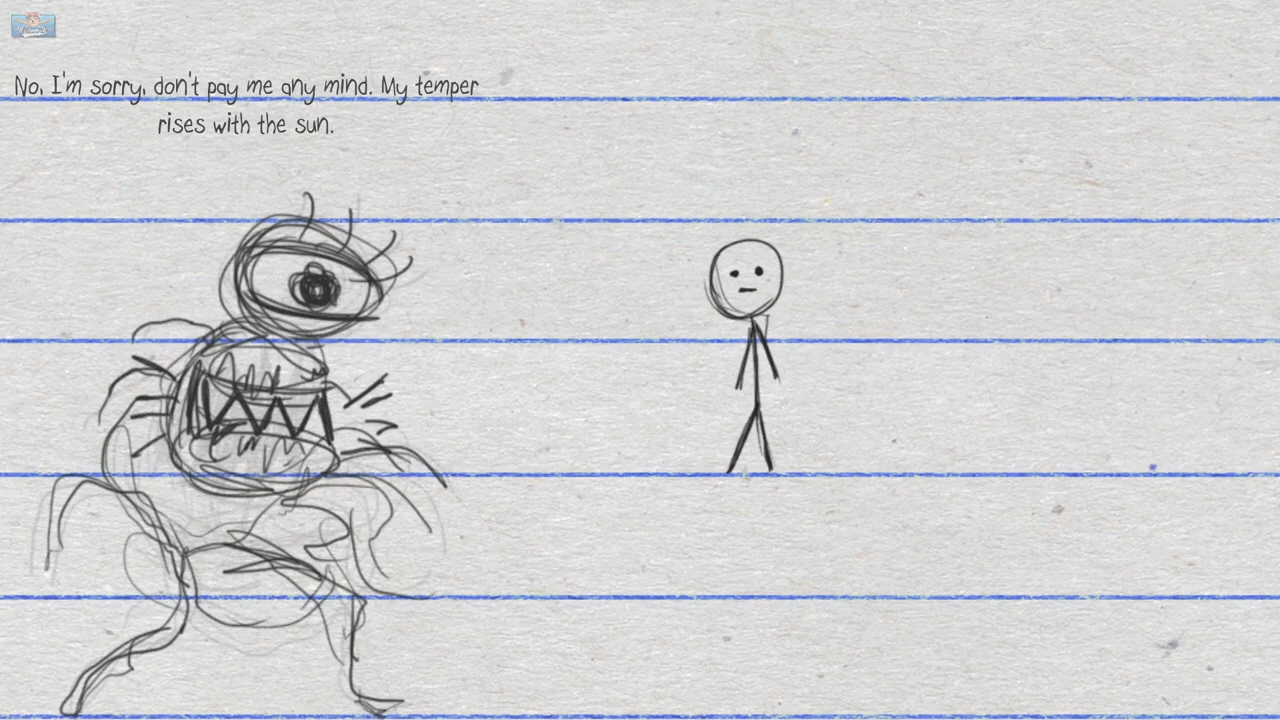 No, I'm sorry, don't pay me any mind. My temper
rises with the sun.